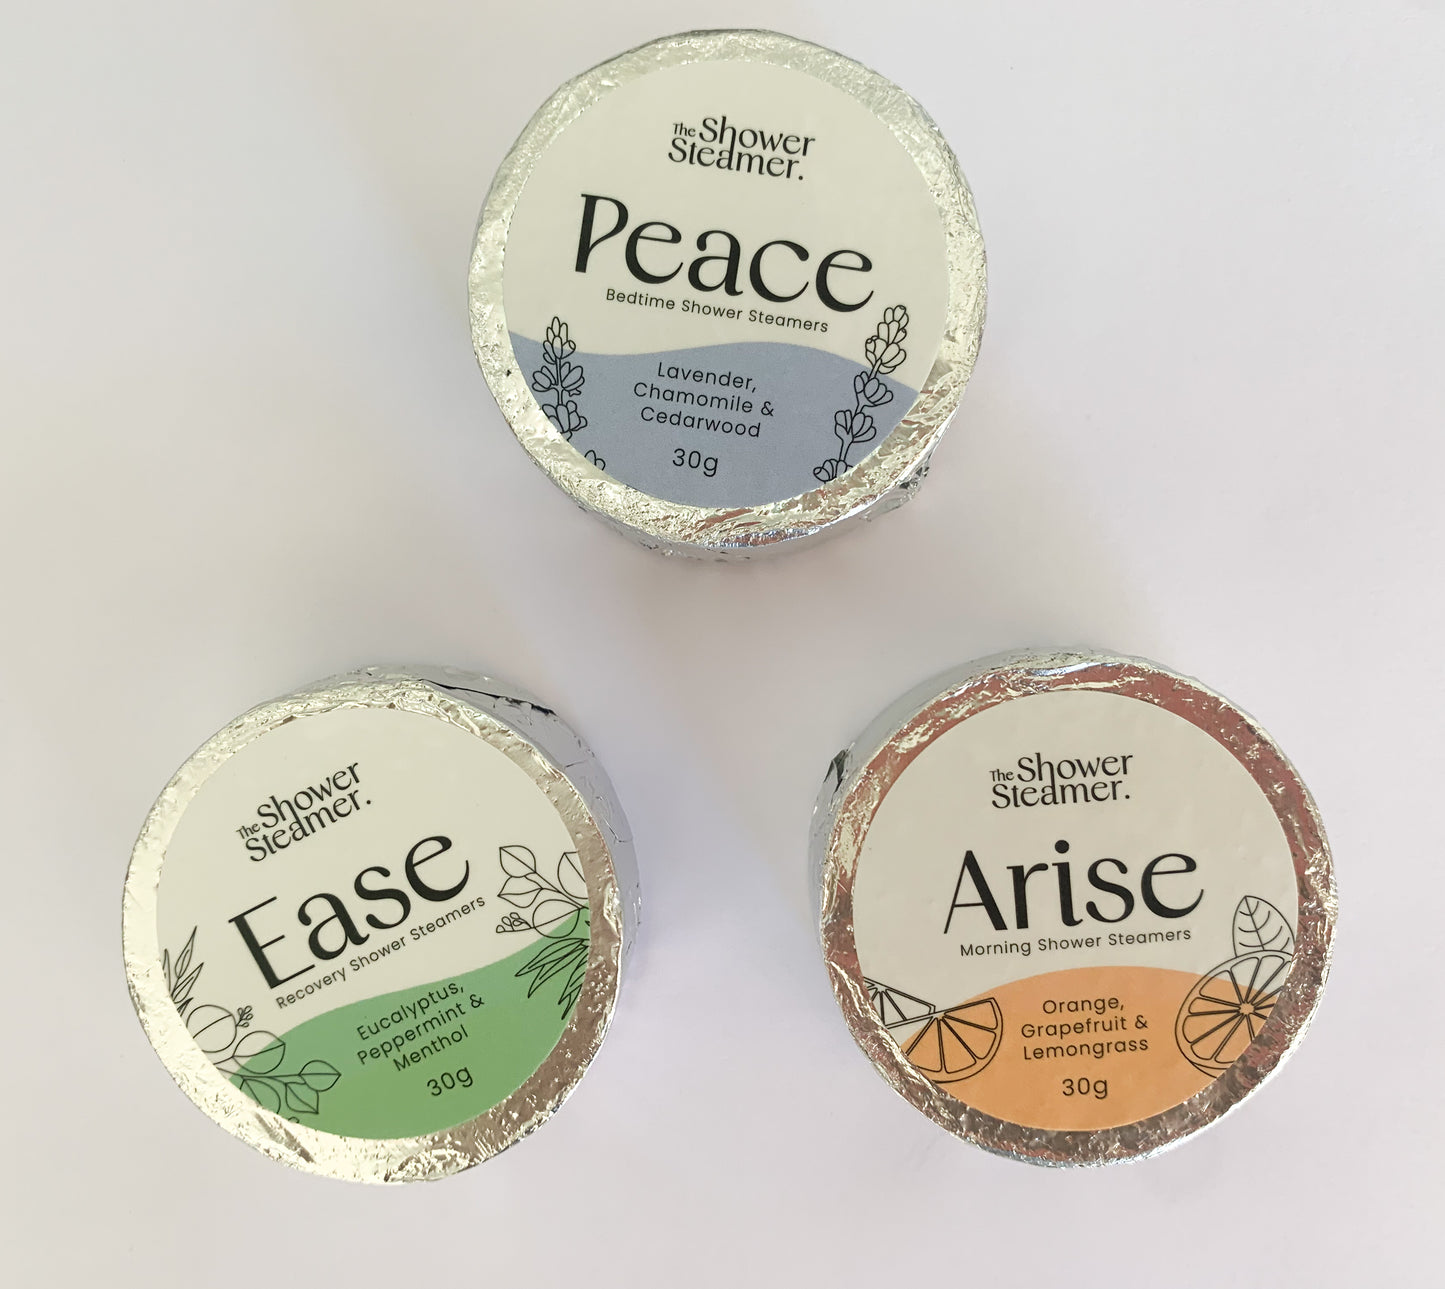 The Shower
Steamer.
Peace
Bedtime Shower Steamers
Lavender,
Chamomile &
Cedarwood
30g
The Shower
Steamer.
Ease
Recovery Shower Steamers
Eucalyptus,
Peppermint &
Menthol
30g
The Shower
Steamer.
Arise
Morning Shower Steamers
Orange,
Grapefruit &
Lemongrass
30g